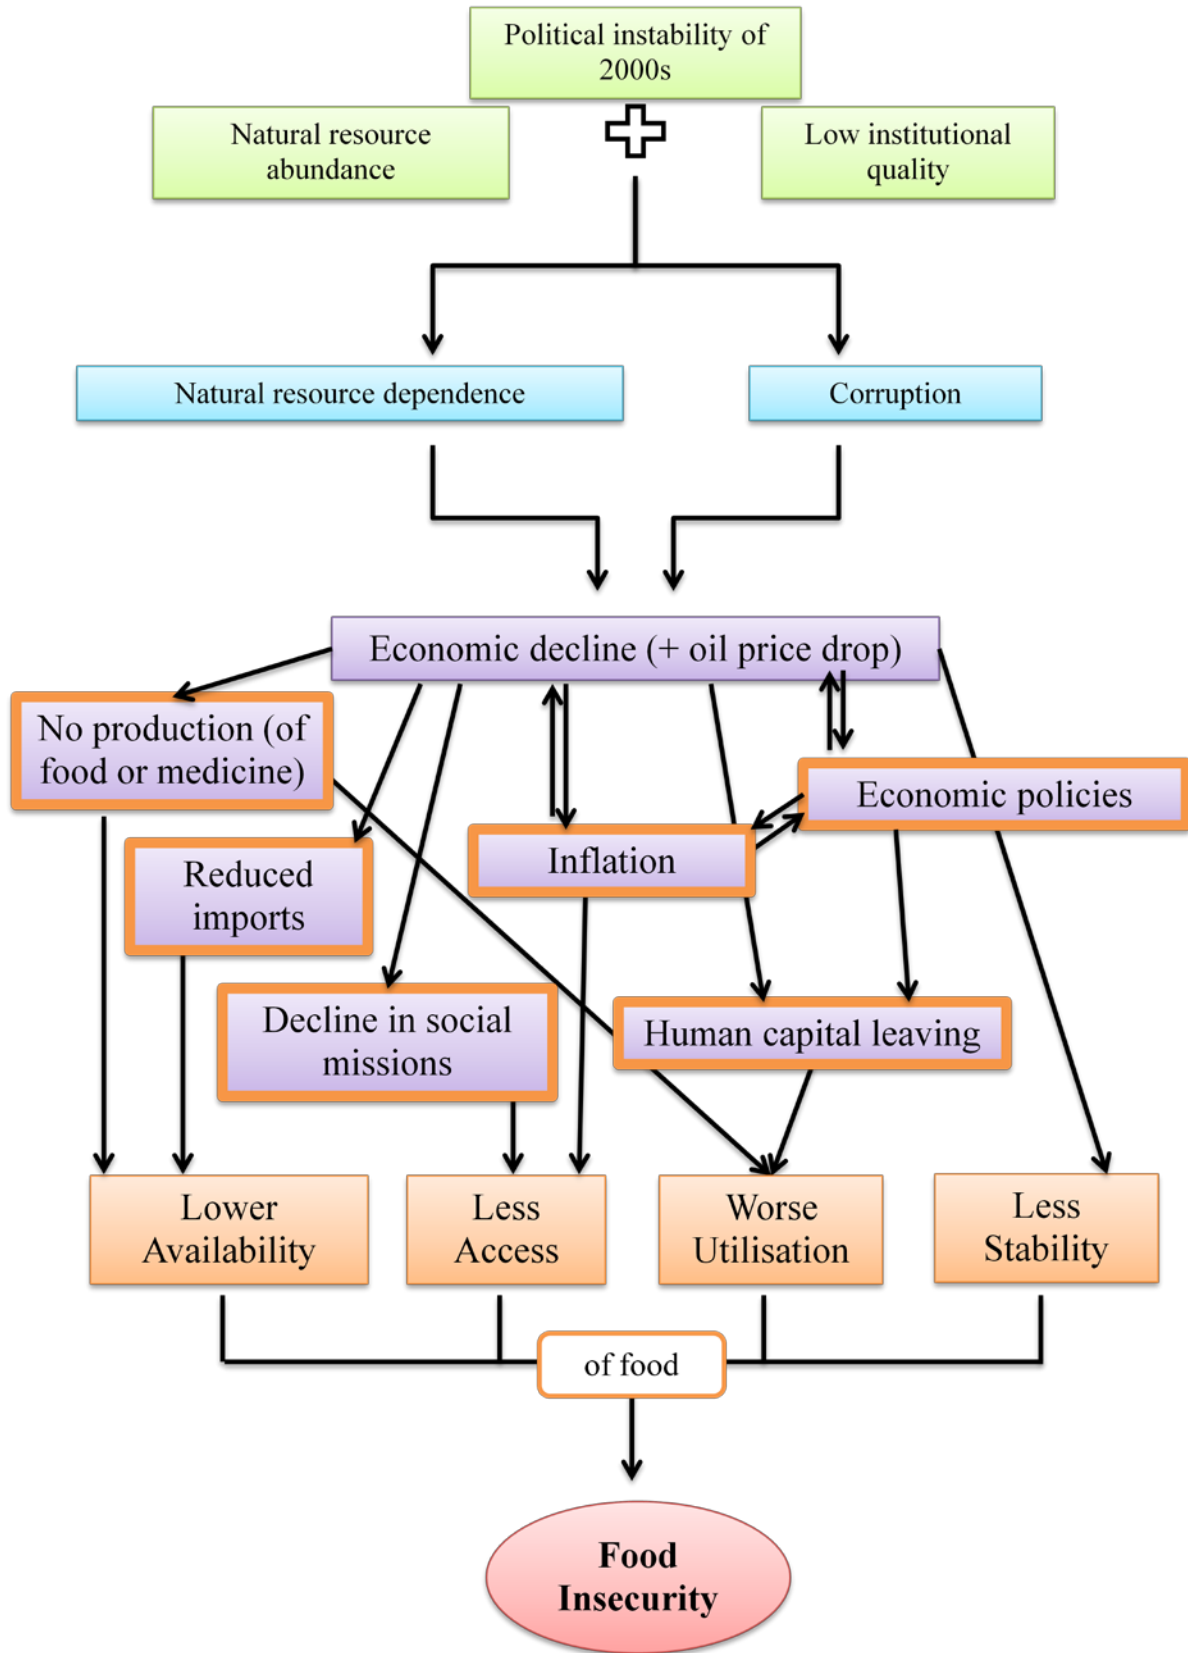 Political instability of
2000s
Natural resource
abundance
Low institutional
quality
Natural resource dependence
Corruption
Economic decline (+ oil price drop)
No production (of
food or medicine)
Economic policies
Reduced
imports
Inflation
Decline in social
missions
Human capital leaving
Lower
Availability
Less
Access
Worse
Utilisation
Less
Stability
of food
Food
Insecurity